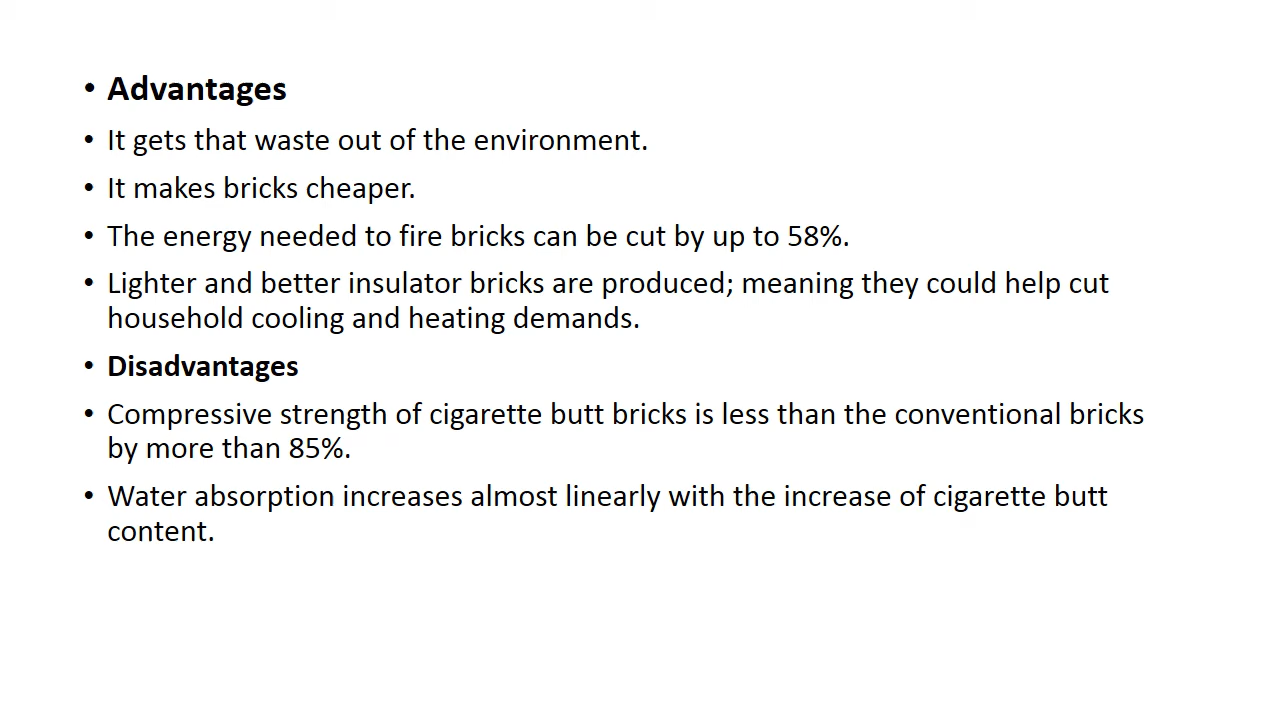 • Advantages
• It gets that waste out of the environment.
• It makes bricks cheaper.
• The energy needed to fire bricks can be cut by up to 58%.
• Lighter and better insulator bricks are produced; meaning they could help cut
household cooling and heating demands.
• Disadvantages
• Compressive strength of cigarette butt bricks is less than the conventional bricks
by more than 85%.
• Water absorption increases almost linearly with the increase of cigarette butt
content.